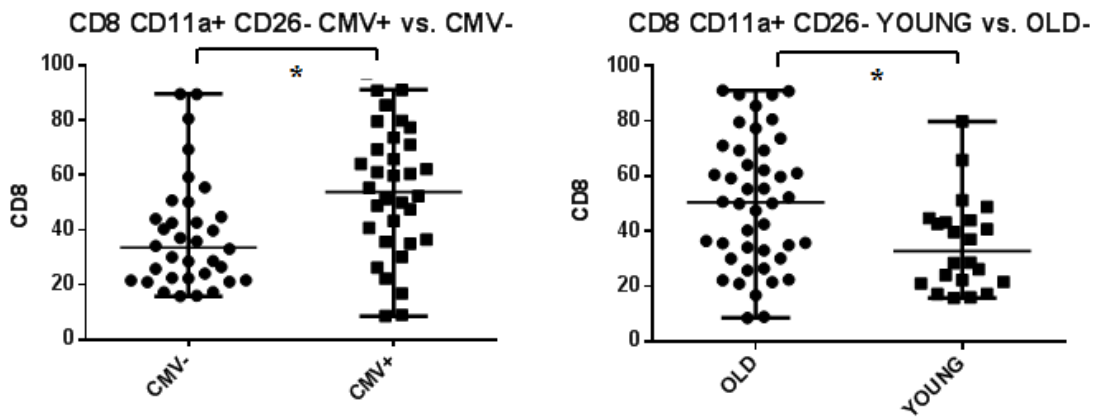 CD8 CD11a+ CD26- CMV+ vs. CMV-
*
100
80
60
40
20
0
CD8
CMV-
CMV+
CD8 CD11a+ CD26- YOUNG vs. OLD-
*
100
80
60
40
20
0
CD8
OLD
YOUNG